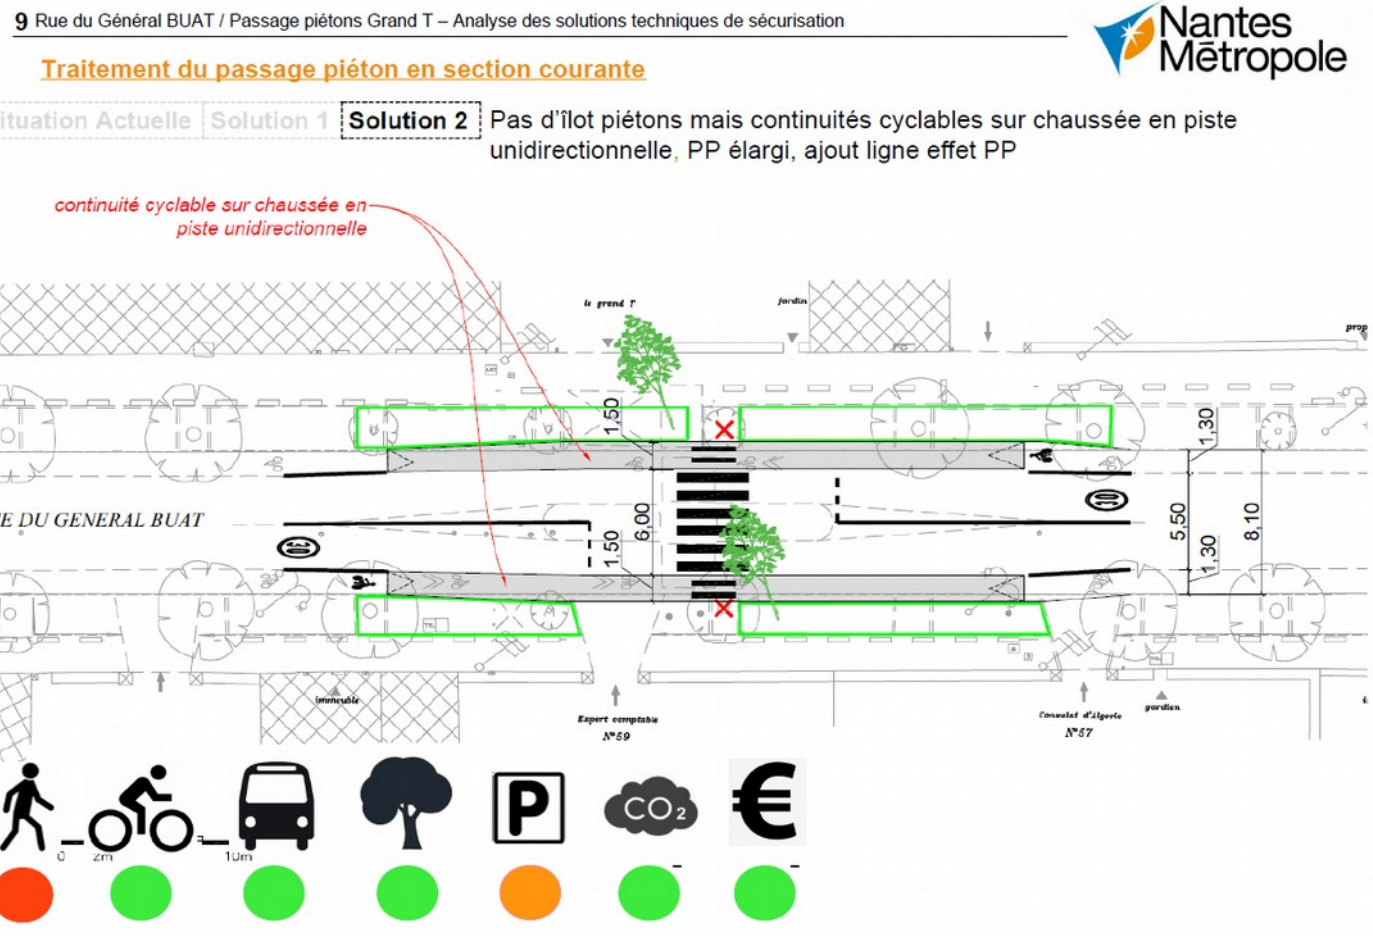 9 Rue du Général BUAT / Passage piétons Grand T – Analyse des solutions techniques de sécurisation
Nantes
Métropole
Traitement du passage piéton en section courante
ituation Actuelle Solution 1 Solution 2
Pas d'îlot piétons mais continuités cyclables sur chaussée en piste
unidirectionnelle, PP élargi, ajout ligne effet PP
continuité cyclable sur chaussée en
piste unidirectionnelle
le grand T
jardin
prop
1,50
1,30
E DU GENERAL BUAT
6,00
1,50
5,50
1,30
8,10
30
30
immeuble
Expert comptable
N°59
Consulat d'Algerie
N°57
gardien
P
CO2
€
0 2m 10m